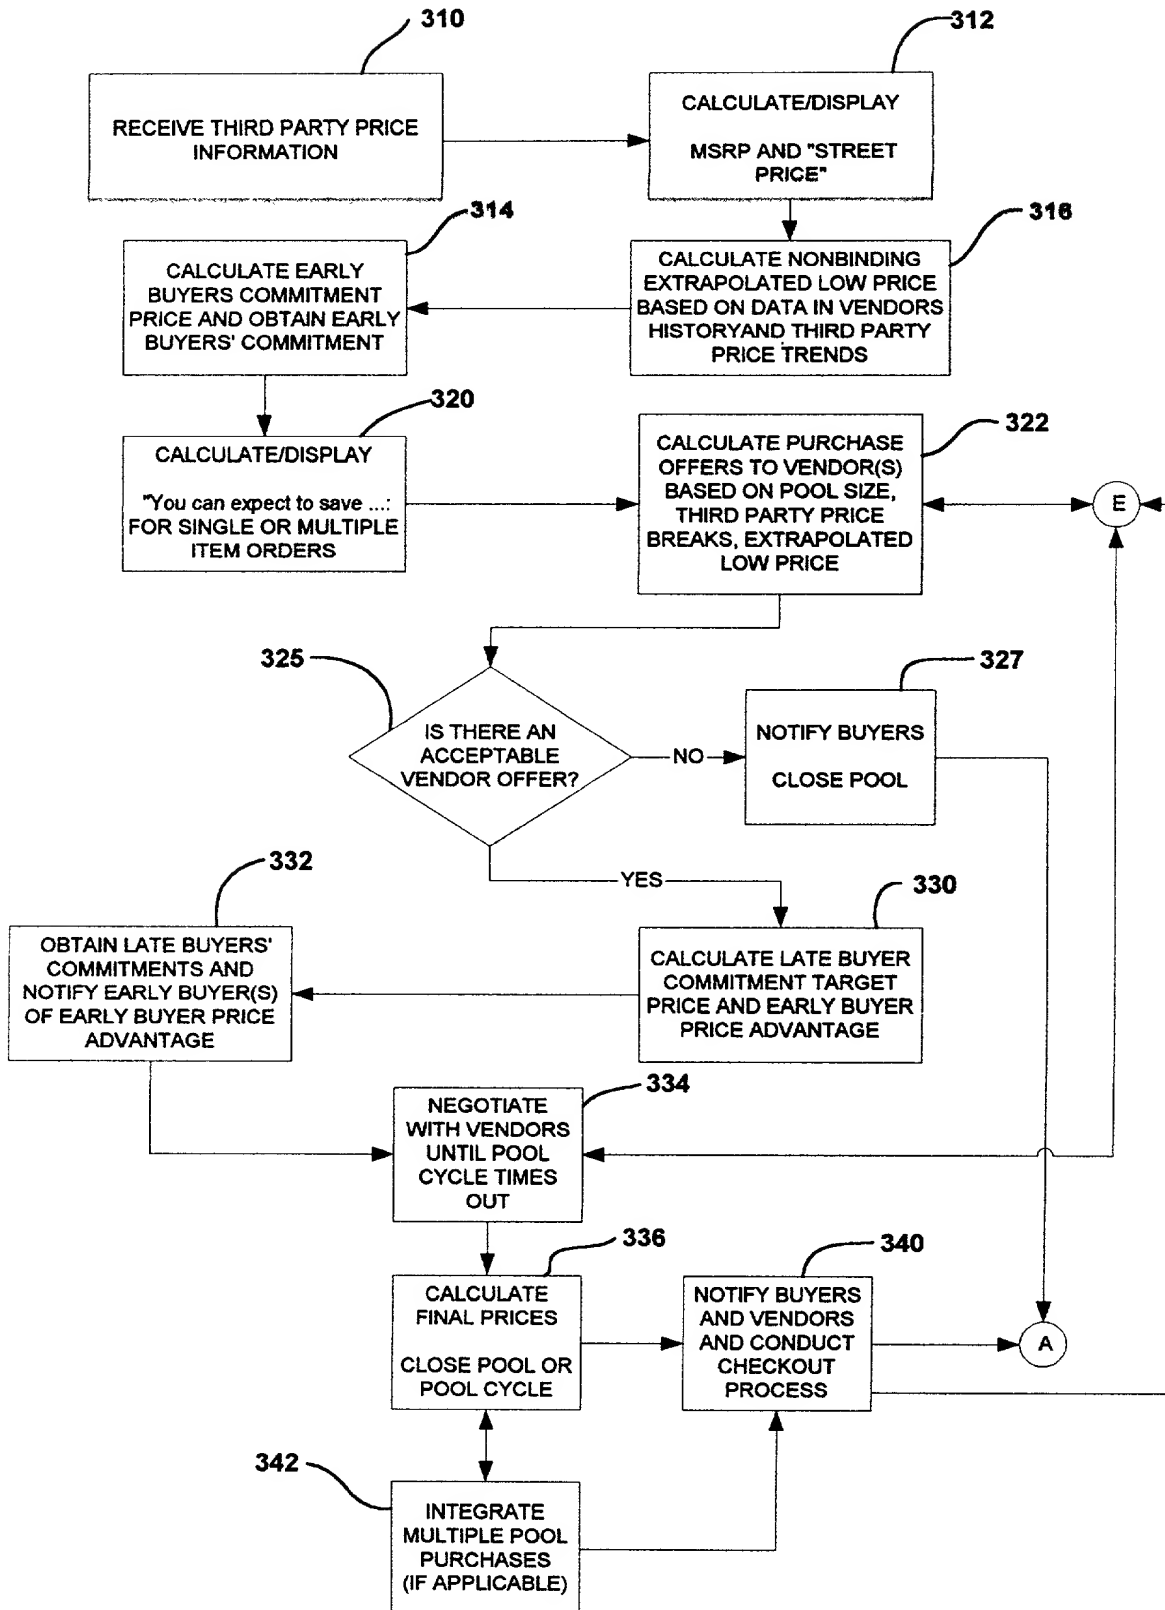 310
RECEIVE THIRD PARTY PRICE
INFORMATION
312
CALCULATE/DISPLAY
MSRP AND "STREET
PRICE"
314
CALCULATE EARLY
BUYERS COMMITMENT
PRICE AND OBTAIN EARLY
BUYERS' COMMITMENT
316
CALCULATE NONBINDING
EXTRAPOLATED LOW PRICE
BASED ON DATA IN VENDORS
HISTORYAND THIRD PARTY
PRICE TRENDS
320
CALCULATE/DISPLAY
"You can expect to save ...:
FOR SINGLE OR MULTIPLE
ITEM ORDERS
322
CALCULATE PURCHASE
OFFERS TO VENDOR(S)
BASED ON POOL SIZE,
THIRD PARTY PRICE
BREAKS, EXTRAPOLATED
LOW PRICE
E
325
IS THERE AN
ACCEPTABLE
VENDOR OFFER?
NO
327
NOTIFY BUYERS
CLOSE POOL
YES
332
OBTAIN LATE BUYERS'
COMMITMENTS AND
NOTIFY EARLY BUYER(S)
OF EARLY BUYER PRICE
ADVANTAGE
330
CALCULATE LATE BUYER
COMMITMENT TARGET
PRICE AND EARLY BUYER
PRICE ADVANTAGE
334
NEGOTIATE
WITH VENDORS
UNTIL POOL
CYCLE TIMES
OUT
336
CALCULATE
FINAL PRICES
CLOSE POOL OR
POOL CYCLE
340
NOTIFY BUYERS
AND VENDORS
AND CONDUCT
CHECKOUT
PROCESS
A
342
INTEGRATE
MULTIPLE POOL
PURCHASES
(IF APPLICABLE)